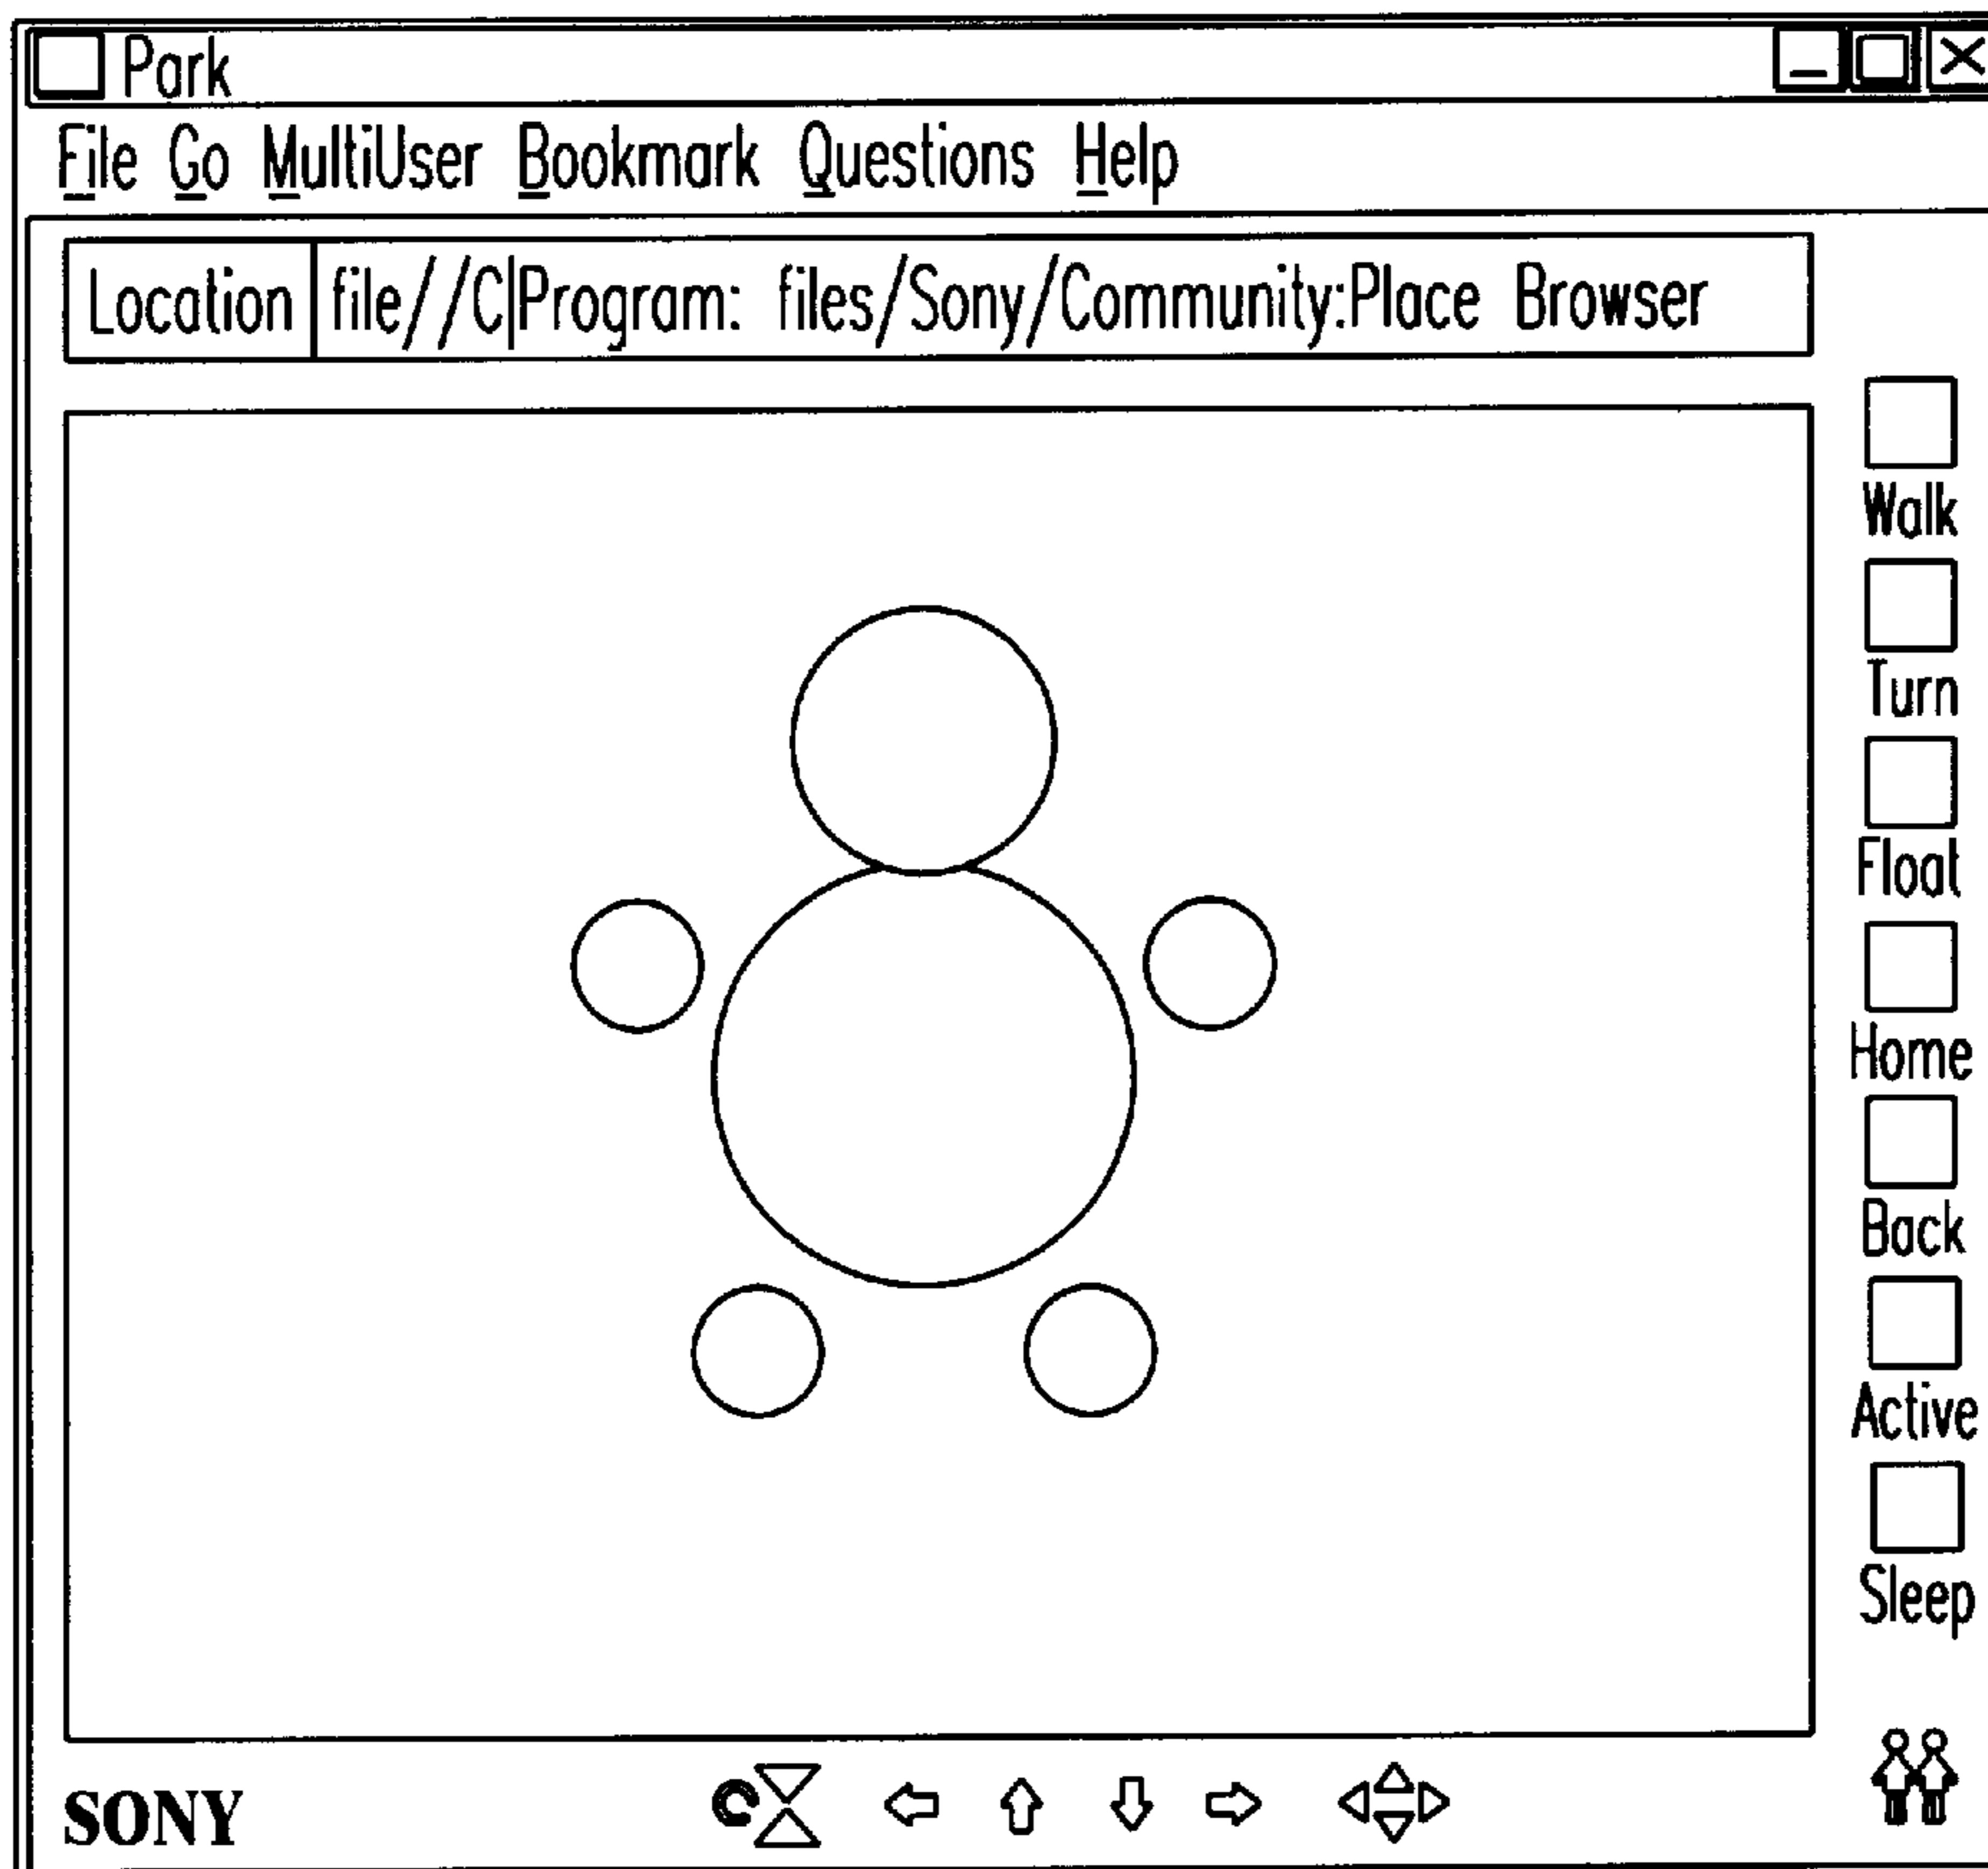 Park
File Go MultiUser Bookmark Questions Help
Location file//C|Program: files/Sony/Community:Place Browser
Walk
Turn
Float
Home
Back
Active
Sleep
SONY